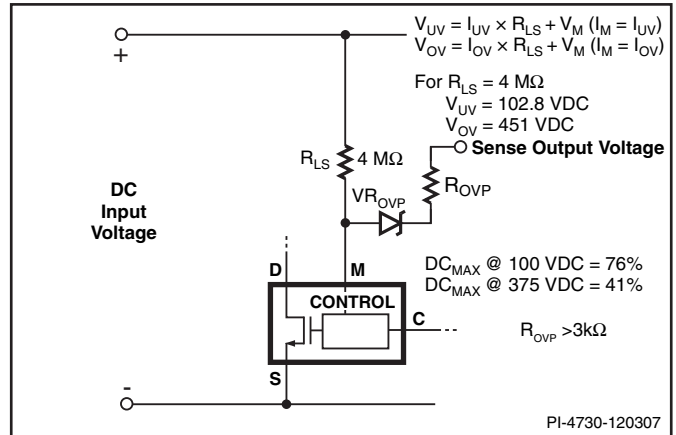 V_UV = I_UV × R_LS + V_M (I_M = I_UV)
V_OV = I_OV × R_LS + V_M (I_M = I_OV)
For R_LS = 4 MΩ
V_UV = 102.8 VDC
V_OV = 451 VDC
Sense Output Voltage
+
R_LS 4 MΩ
R_OVP
VR_OVP
DC
Input
Voltage
DC_MAX @ 100 VDC = 76%
DC_MAX @ 375 VDC = 41%
D M
CONTROL
C
R_OVP >3kΩ
S
-
PI-4730-120307